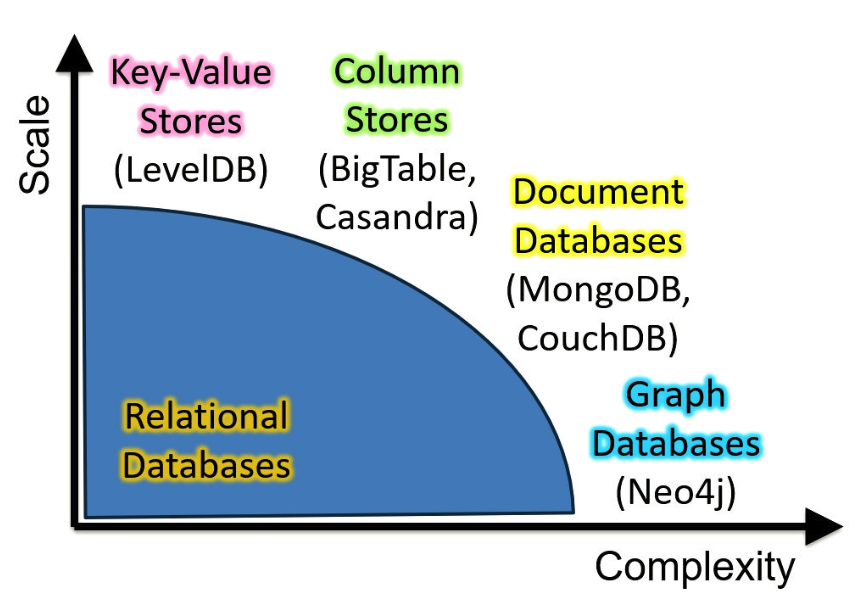 Scale
Key-Value
Stores
(LevelDB)
Column
Stores
(BigTable,
Casandra)
Document
Databases
(MongoDB,
CouchDB)
Graph
Databases
(Neo4j)
Relational
Databases
Complexity